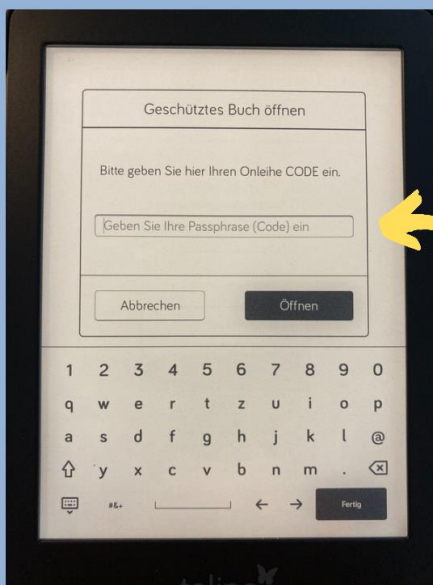 Geschütztes Buch öffnen
Bitte geben Sie hier Ihren Onleihe CODE ein.
Geben Sie Ihre Passphrase (Code) ein
Abbrechen Öffnen
1 2 3 4 5 6 7 8 9 0
q w e r t z u i o p
a s d f g h j k l @
y x c v b n m .
#&+ ← → Fertig
tolino